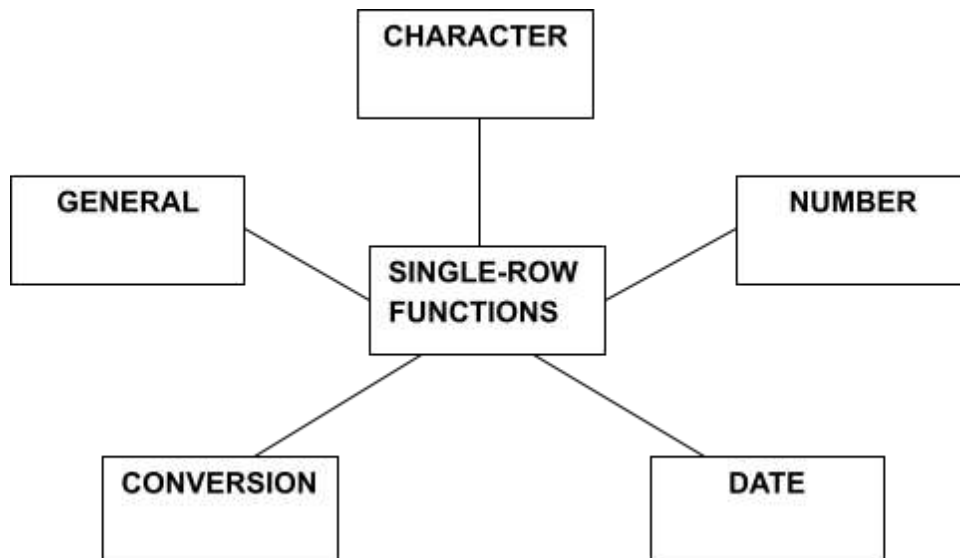 CHARACTER
GENERAL
NUMBER
SINGLE-ROW
FUNCTIONS
CONVERSION
DATE